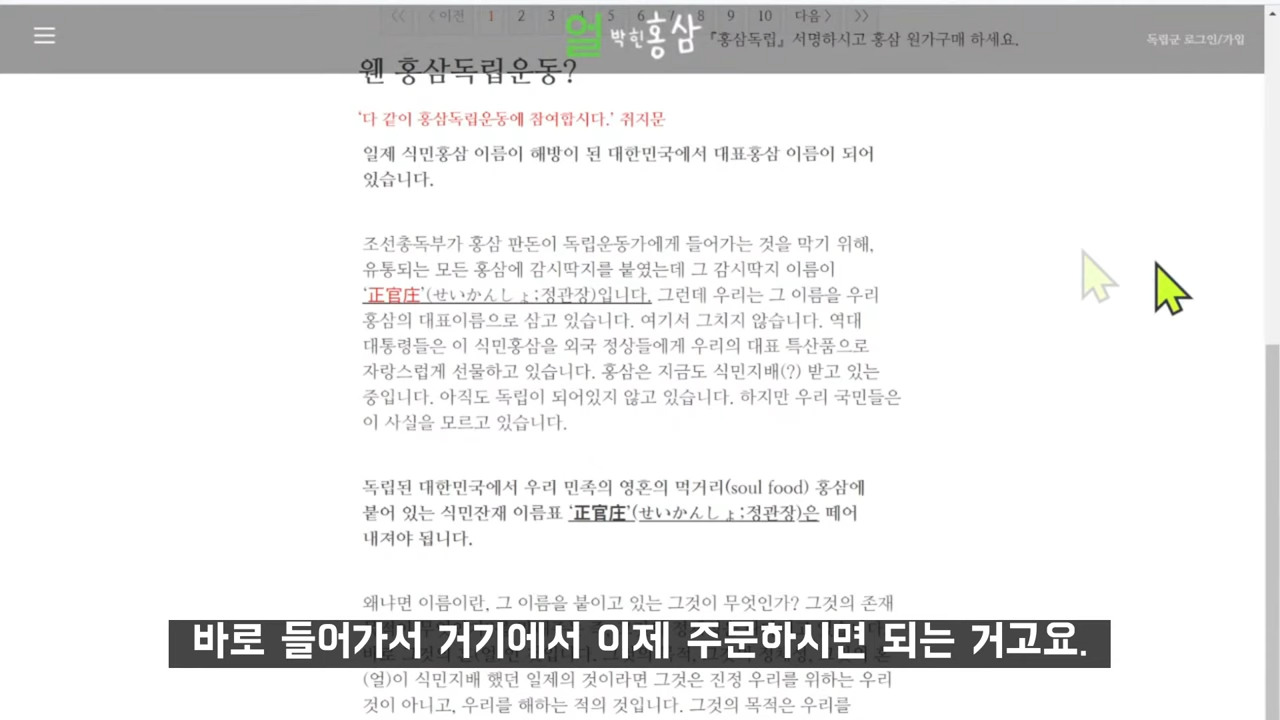 〈〈 〈 이전 1 2 3 4 5 6 7 8 9 10 다음 〉 〉〉
얼 박힌 홍삼 『홍삼독립』 서명하시고 홍삼 원가구매 하세요. 독립군 로그인/가입
웬 홍삼독립운동?
'다 같이 홍삼독립운동에 참여합시다.' 취지문
일제 식민홍삼 이름이 해방이 된 대한민국에서 대표홍삼 이름이 되어
있습니다.
조선총독부가 홍삼 판돈이 독립운동가에게 들어가는 것을 막기 위해,
유통되는 모든 홍삼에 감시딱지를 붙였는데 그 감시딱지 이름이
'正官庄'(せいかんしょ;정관장)입니다. 그런데 우리는 그 이름을 우리
홍삼의 대표이름으로 삼고 있습니다. 여기서 그치지 않습니다. 역대
대통령들은 이 식민홍삼을 외국 정상들에게 우리의 대표 특산품으로
자랑스럽게 선물하고 있습니다. 홍삼은 지금도 식민지배(?) 받고 있는
중입니다. 아직도 독립이 되어있지 않고 있습니다. 하지만 우리 국민들은
이 사실을 모르고 있습니다.
독립된 대한민국에서 우리 민족의 영혼의 먹거리(soul food) 홍삼에
붙어 있는 식민잔재 이름표 '正官庄'(せいかんしょ;정관장)은 떼어
내져야 됩니다.
왜냐면 이름이란, 그 이름을 붙이고 있는 그것이 무엇인가? 그것의 존재
바로 들어가서 거기에서 이제 주문하시면 되는 거고요.
(얼)이 식민지배 했던 일제의 것이라면 그것은 진정 우리를 위하는 우리
것이 아니고, 우리를 해하는 적의 것입니다. 그것의 목적은 우리를